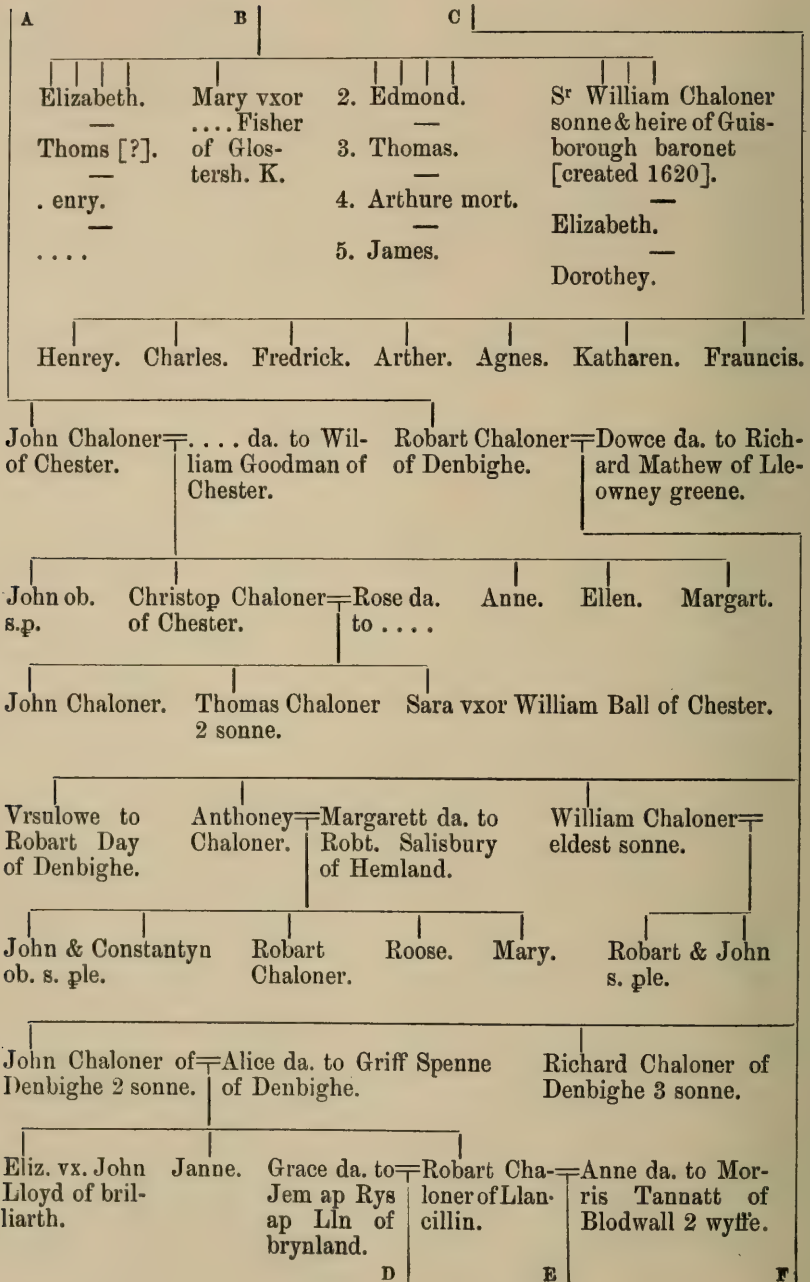 A B C
Elizabeth.
—
Thoms [?].
—
. enry.
—
. . . .
Mary vxor
. . . . Fisher
of Glos-
tersh. K.
2. Edmond.
—
3. Thomas.
—
4. Arthure mort.
—
5. James.
Sʳ William Chaloner
sonne & heire of Guis-
borough baronet
[created 1620].
—
Elizabeth.
—
Dorothey.
Henrey. Charles. Fredrick. Arther. Agnes. Katharen. Frauncis.
John Chaloner
of Chester.
. . . . da. to Wil-
liam Goodman of
Chester.
Robart Chaloner
of Denbighe.
Dowce da. to Rich-
ard Mathew of Lle-
owney greene.
John ob.
s.p.
Christop Chaloner
of Chester.
Rose da.
to . . . .
Anne. Ellen. Margart.
John Chaloner.
Thomas Chaloner
2 sonne.
Sara vxor William Ball of Chester.
Vrsulowe to
Robart Day
of Denbighe.
Anthoney
Chaloner.
Margarett da. to
Robt. Salisbury
of Hemland.
William Chaloner
eldest sonne.
John & Constantyn
ob. s. ple.
Robart
Chaloner.
Roose. Mary.
Robart & John
s. ple.
John Chaloner of
Denbighe 2 sonne.
Alice da. to Griff Spenne
of Denbighe.
Richard Chaloner of
Denbighe 3 sonne.
Eliz. vx. John
Lloyd of bril-
liarth.
Janne.
Grace da. to
Jem ap Rys
ap Lln of
brynland.
Robart Cha-
loner of Llan-
cillin.
Anne da. to Mor-
ris Tannatt of
Blodwall 2 wyffe.
D E F